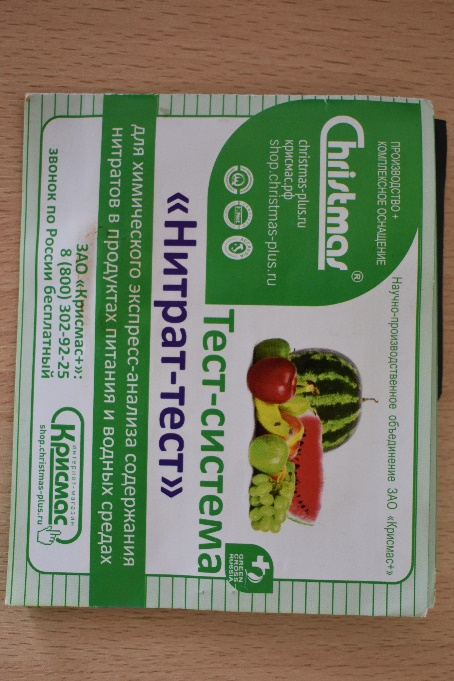 Научно-производственное объединение ЗАО «Крисмас+»
ПРОИЗВОДСТВО +
КОМПЛЕКСНОЕ ОСНАЩЕНИЕ
Christmas®
christmas-plus.ru
крисмас.рф
shop.christmas-plus.ru
GREEN
CROSS
RUSSIA
Тест-система
«Нитрат-тест»
для химического экспресс-анализа содержания
нитратов в продуктах питания и водных средах
ЗАО «Крисмас+»:
8 (800) 302-92-25
звонок по России бесплатный
интернет-магазин
Крисмас
shop.christmas-plus.ru